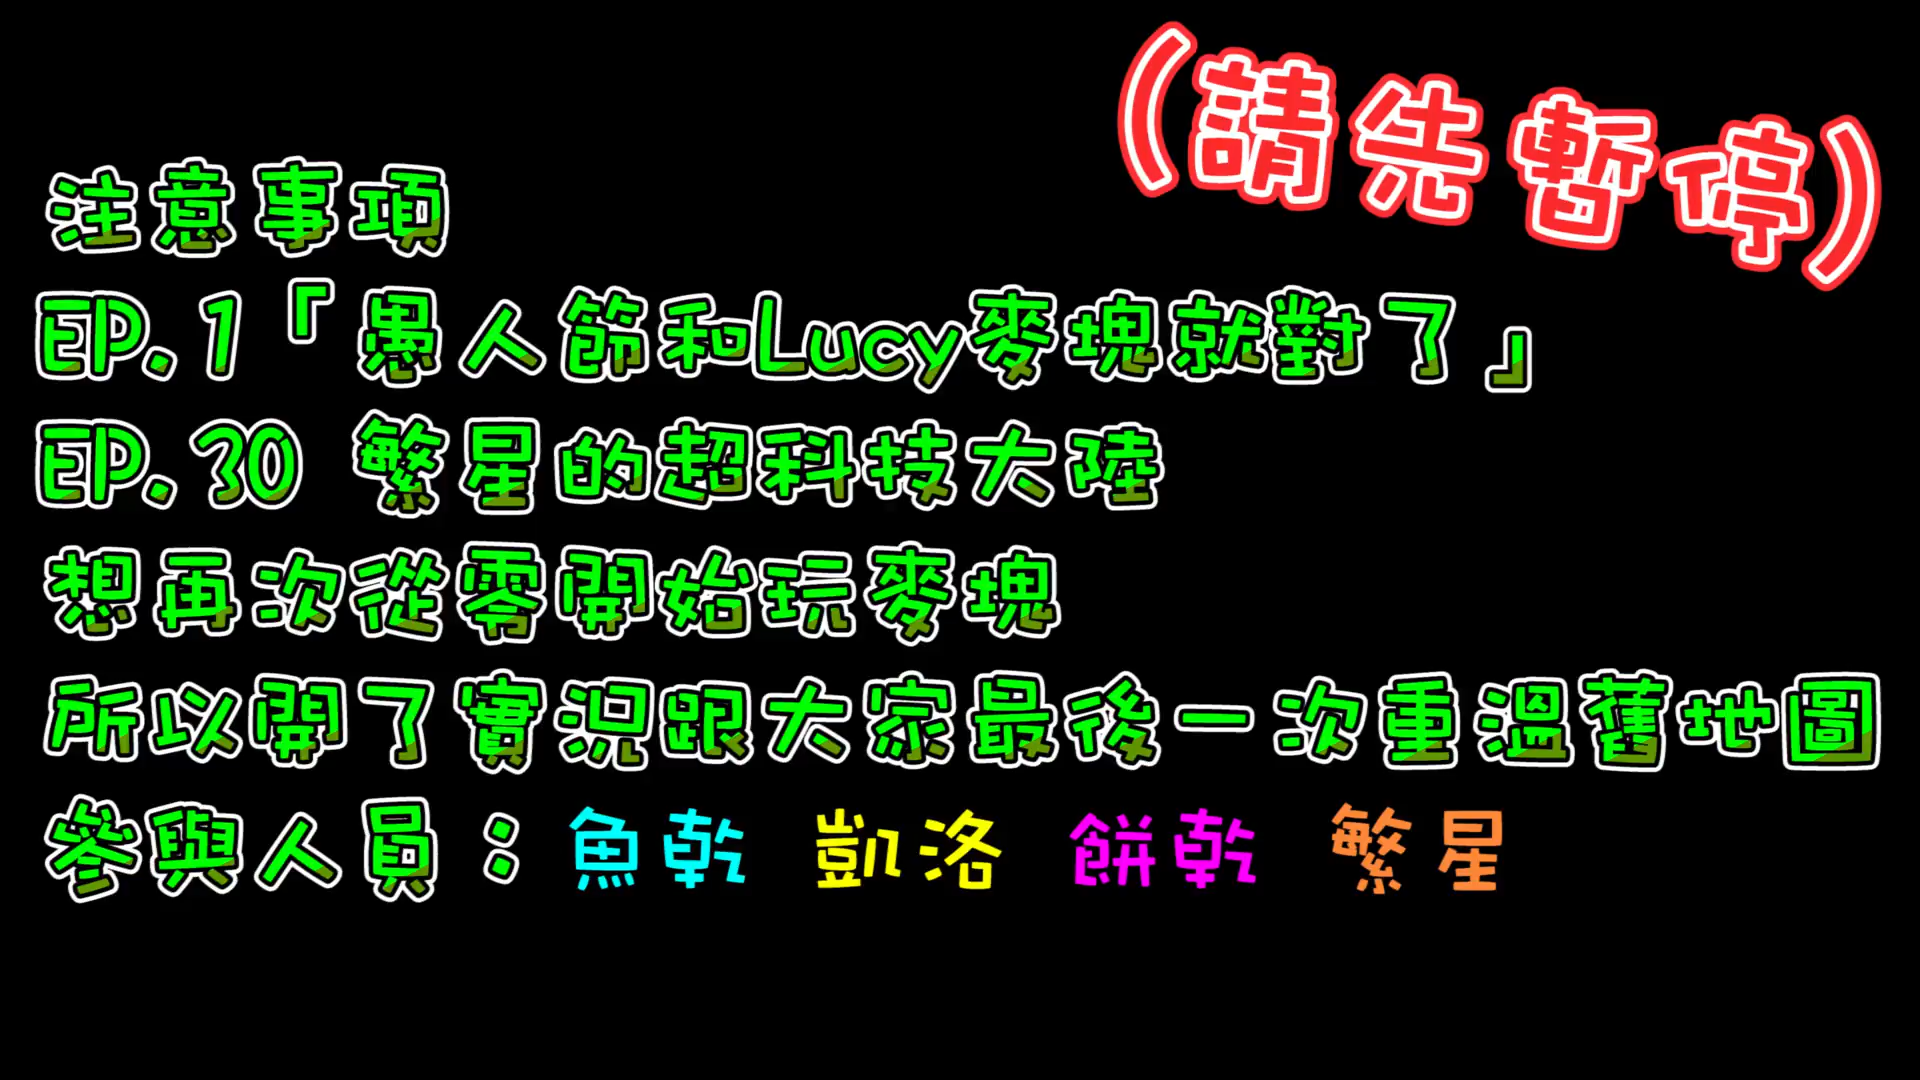 (請先暫停)
注意事項
EP.1「愚人節和Lucy麥塊就對了」
EP.30 繁星的超科技大陸
想再次從零開始玩麥塊
所以開了實況跟大家最後一次重溫舊地圖
參與人員：魚乾 凱洛 餅乾 繁星